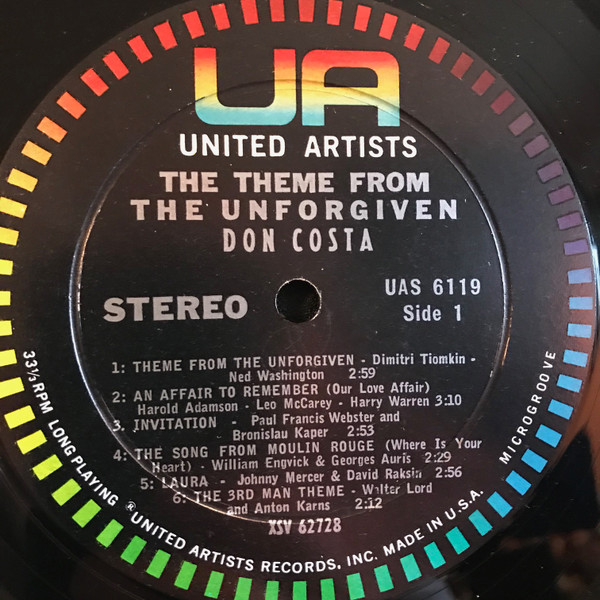 UA
UNITED ARTISTS
THE THEME FROM
THE UNFORGIVEN
DON COSTA
STEREO
UAS 6119
Side 1
1: THEME FROM THE UNFORGIVEN - Dimitri Tiomkin -
Ned Washington 2:59
2: AN AFFAIR TO REMEMBER (Our Love Affair)
Harold Adamson - Leo McCarey - Harry Warren 3:10
3. INVITATION - Paul Francis Webster and
Bronislau Kaper 2:53
4: THE SONG FROM MOULIN ROUGE (Where Is Your
Heart) - William Engvick & Georges Auris 2:29
5: LAURA - Johnny Mercer & David Raksin 2:56
6: THE 3RD MAN THEME - Walter Lord
and Anton Karns 2:12
XSV 62728
33⅓ RPM LONG PLAYING ® UNITED ARTISTS RECORDS, INC. MADE IN U.S.A. MICROGROOVE